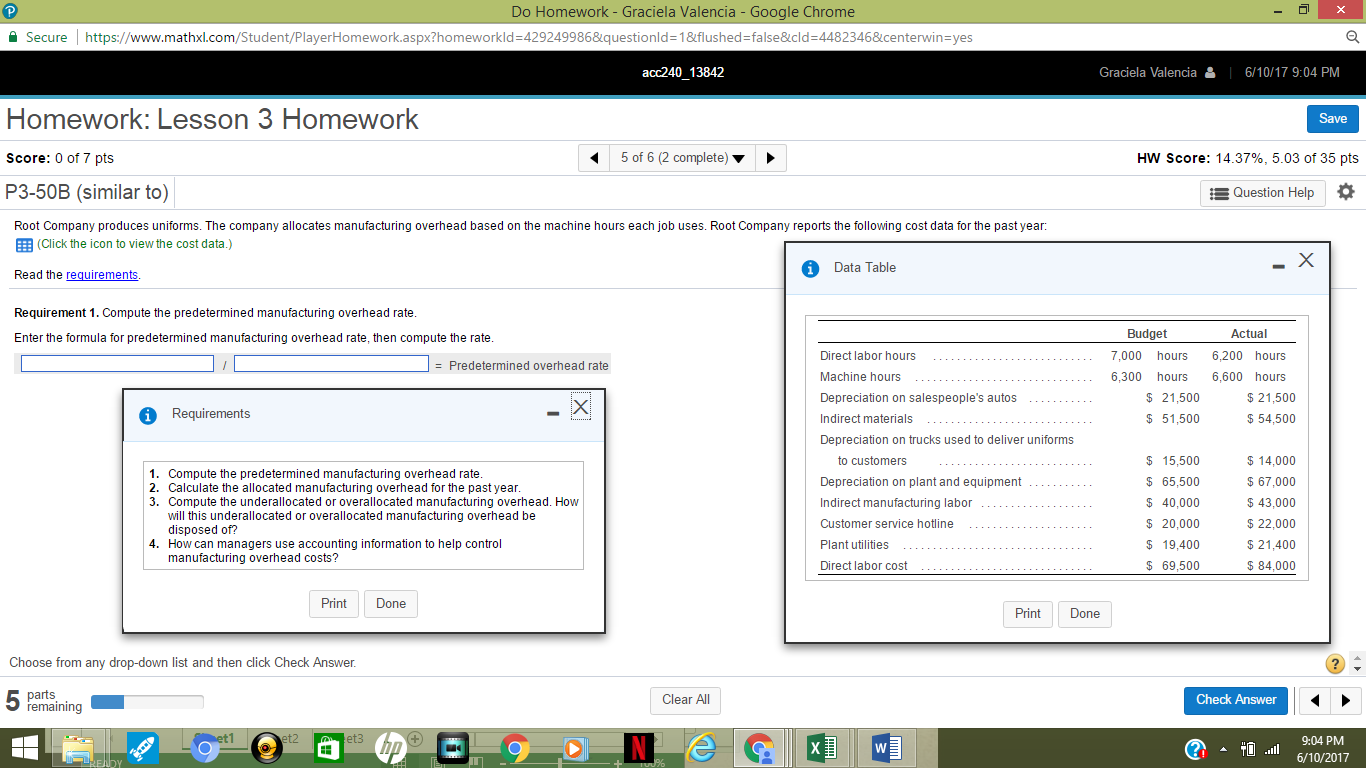 Do Homework - Graciela Valencia - Google Chrome
Secure | https://www.mathxl.com/Student/PlayerHomework.aspx?homeworkId=429249986&questionId=1&flushed=false&cId=4482346&centerwin=yes
acc240_13842
Graciela Valencia | 6/10/17 9:04 PM
Homework: Lesson 3 Homework
Save
Score: 0 of 7 pts
5 of 6 (2 complete)
HW Score: 14.37%, 5.03 of 35 pts
P3-50B (similar to)
Question Help
Root Company produces uniforms. The company allocates manufacturing overhead based on the machine hours each job uses. Root Company reports the following cost data for the past year:
(Click the icon to view the cost data.)
Read the requirements.
Requirement 1. Compute the predetermined manufacturing overhead rate.
Enter the formula for predetermined manufacturing overhead rate, then compute the rate.
/ = Predetermined overhead rate
Requirements
1. Compute the predetermined manufacturing overhead rate.
2. Calculate the allocated manufacturing overhead for the past year.
3. Compute the underallocated or overallocated manufacturing overhead. How
will this underallocated or overallocated manufacturing overhead be
disposed of?
4. How can managers use accounting information to help control
manufacturing overhead costs?
Print Done
Data Table
Budget Actual
Direct labor hours 7,000 hours 6,200 hours
Machine hours 6,300 hours 6,600 hours
Depreciation on salespeople's autos $ 21,500 $ 21,500
Indirect materials $ 51,500 $ 54,500
Depreciation on trucks used to deliver uniforms
to customers $ 15,500 $ 14,000
Depreciation on plant and equipment $ 65,500 $ 67,000
Indirect manufacturing labor $ 40,000 $ 43,000
Customer service hotline $ 20,000 $ 22,000
Plant utilities $ 19,400 $ 21,400
Direct labor cost $ 69,500 $ 84,000
Print Done
Choose from any drop-down list and then click Check Answer.
5 parts
remaining
Clear All
Check Answer
9:04 PM
6/10/2017